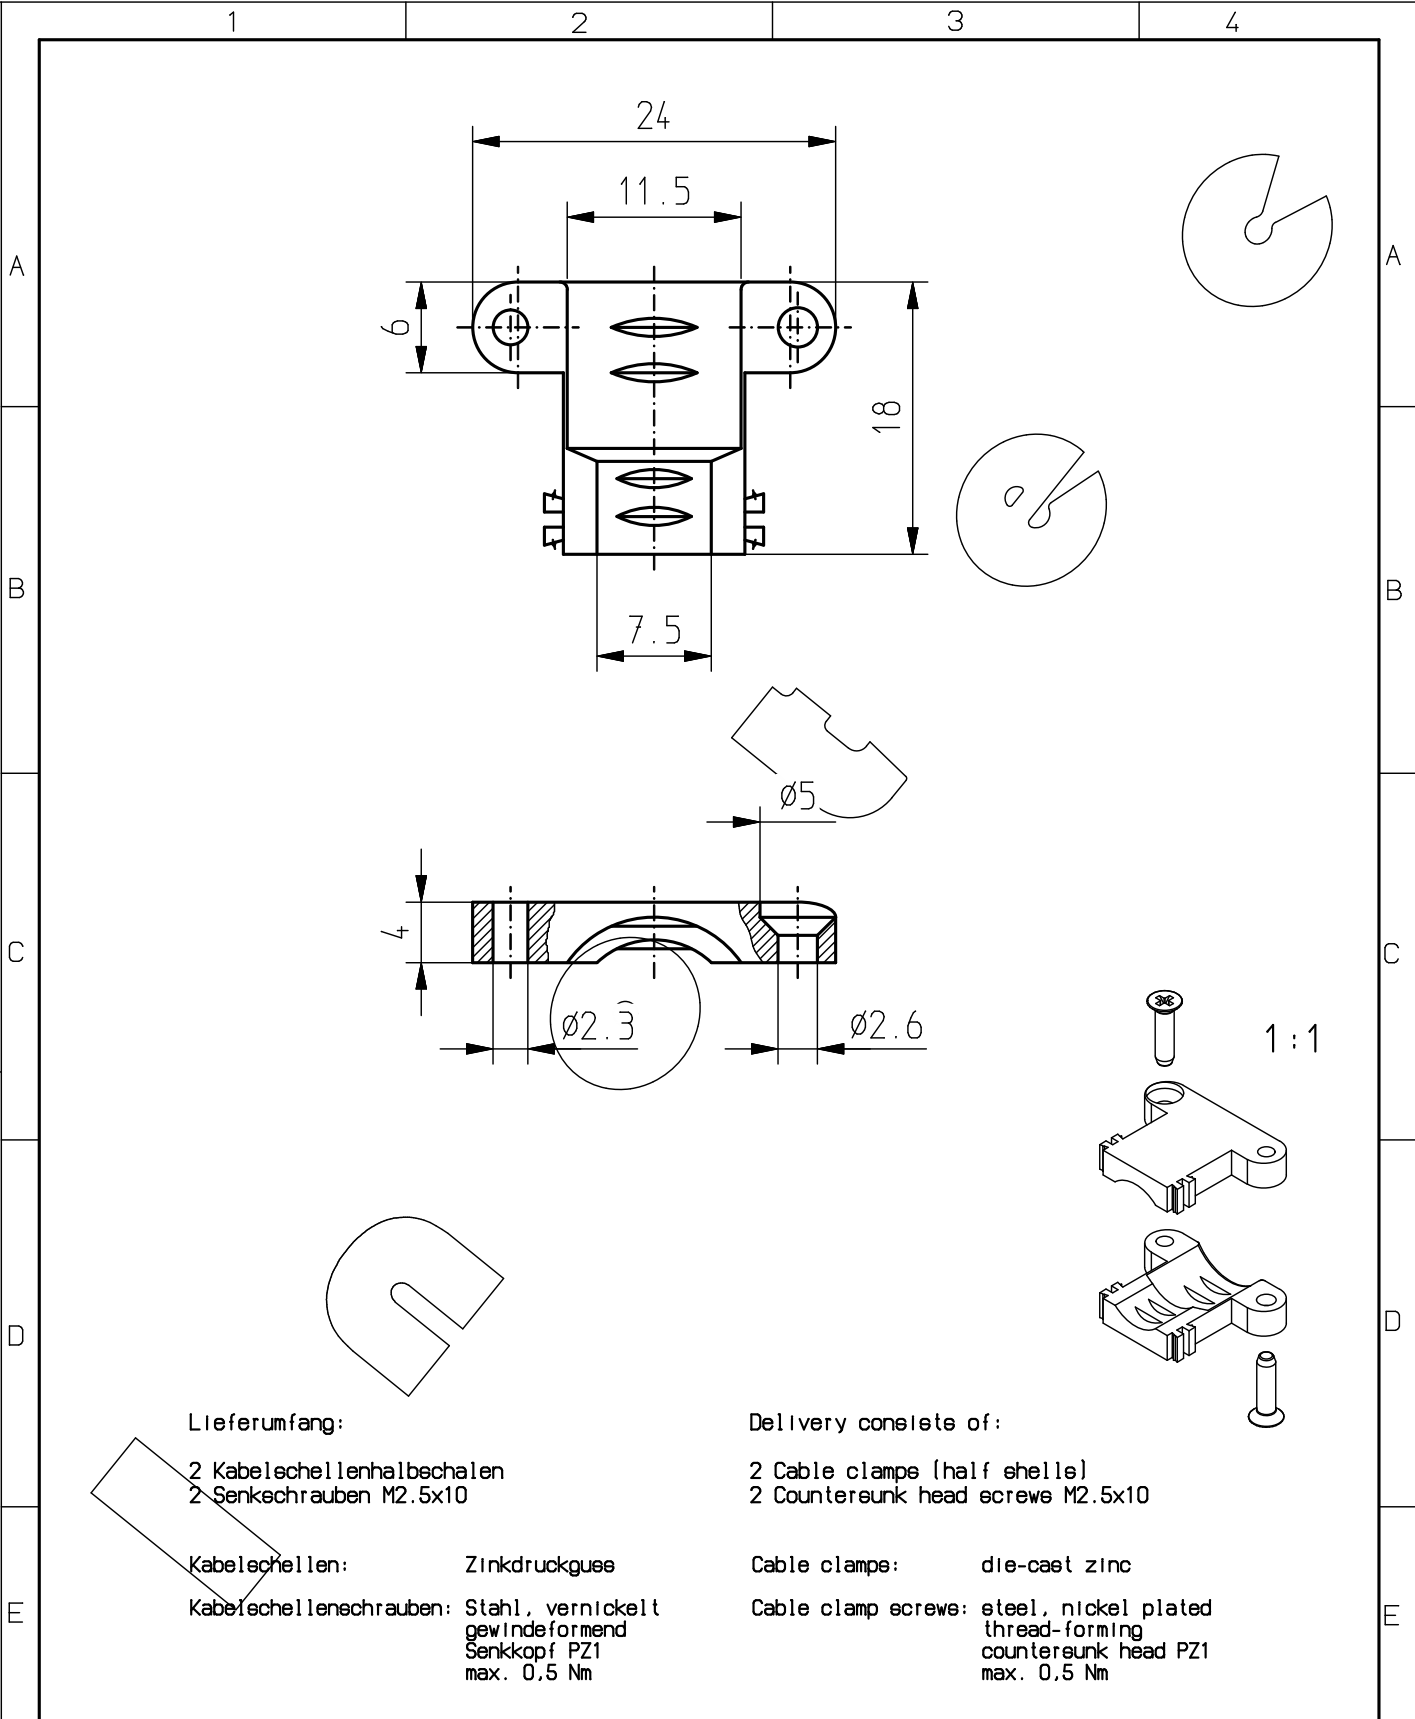 1 2 3 4
24
11.5
A A
6
18
B B
7.5
ø5
4
C C
ø2.3 ø2.6
1:1
D D
Lieferumfang: Delivery consists of:
2 Kabelschellenhalbschalen 2 Cable clamps (half shells)
2 Senkschrauben M2.5x10 2 Countersunk head screws M2.5x10
Kabelschellen: Zinkdruckguss Cable clamps: die-cast zinc
Kabelschellenschrauben: Stahl, vernickelt Cable clamp screws: steel, nickel plated
E E
gewindeformend thread-forming
Senkkopf PZ1 countersunk head PZ1
max. 0,5 Nm max. 0,5 Nm